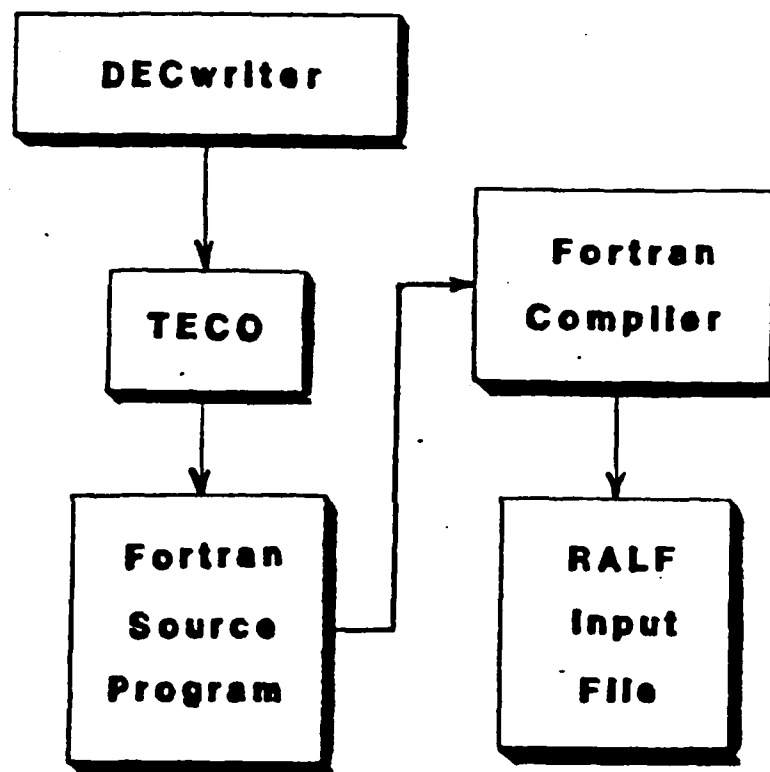 DECwriter
TECO
Fortran
Source
Program
Fortran
Compiler
RALF
Input
File